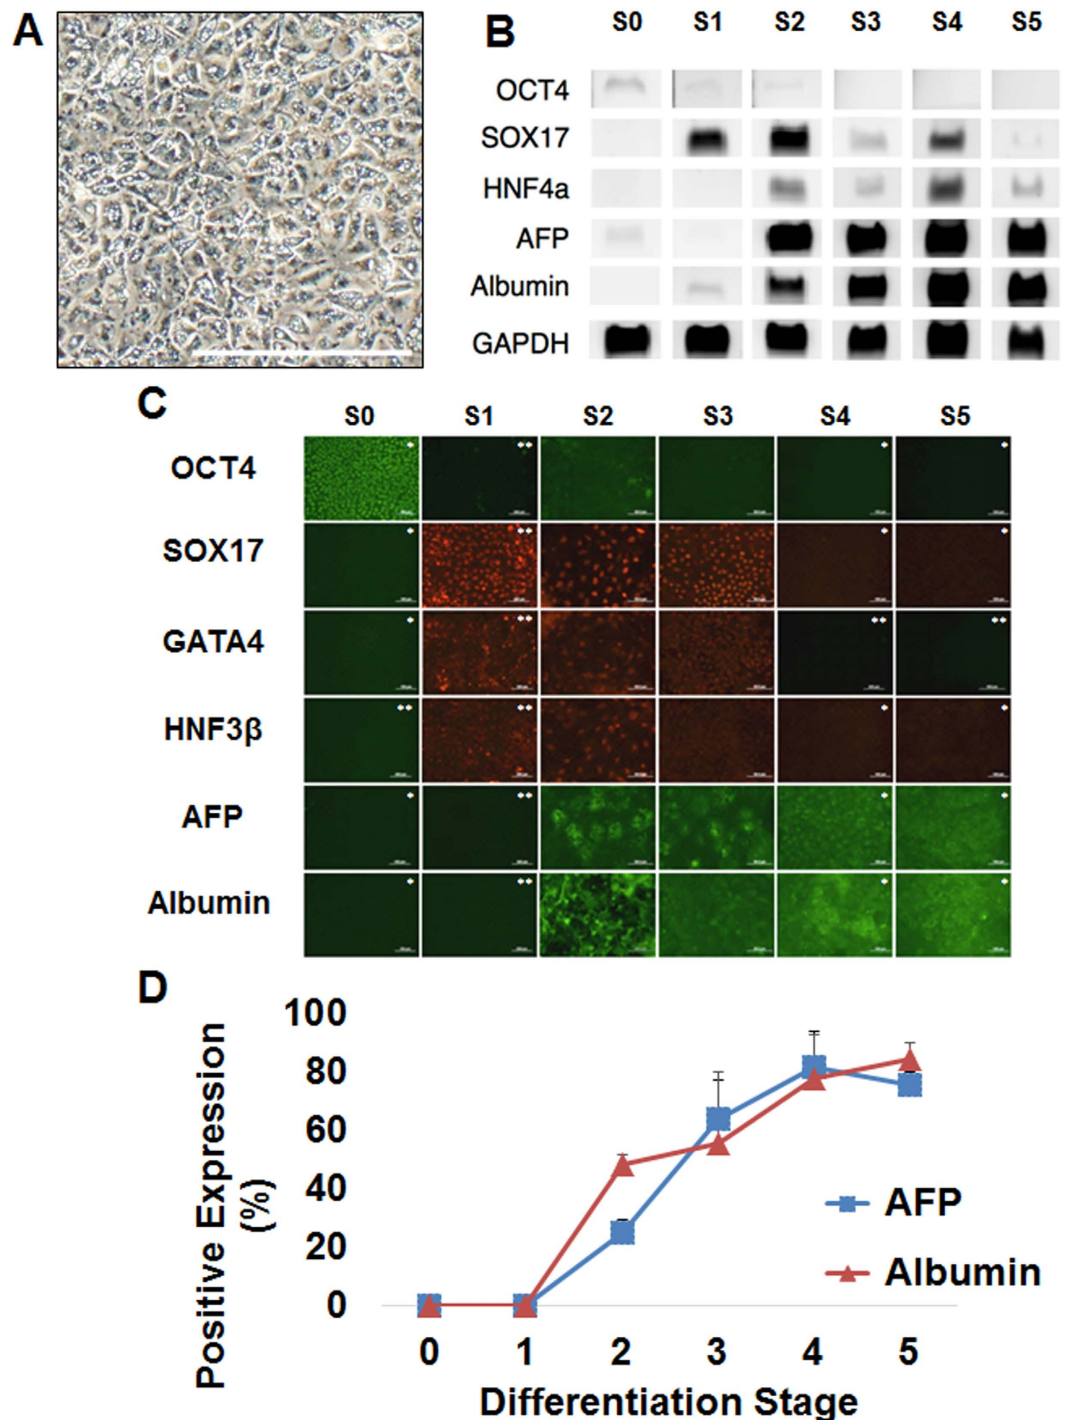 A
B
S0 S1 S2 S3 S4 S5
OCT4
SOX17
HNF4a
AFP
Albumin
GAPDH
C
S0 S1 S2 S3 S4 S5
OCT4
SOX17
GATA4
HNF3β
AFP
Albumin
D
Positive Expression
(%)
100
80
60
40
20
0
AFP
Albumin
0 1 2 3 4 5
Differentiation Stage